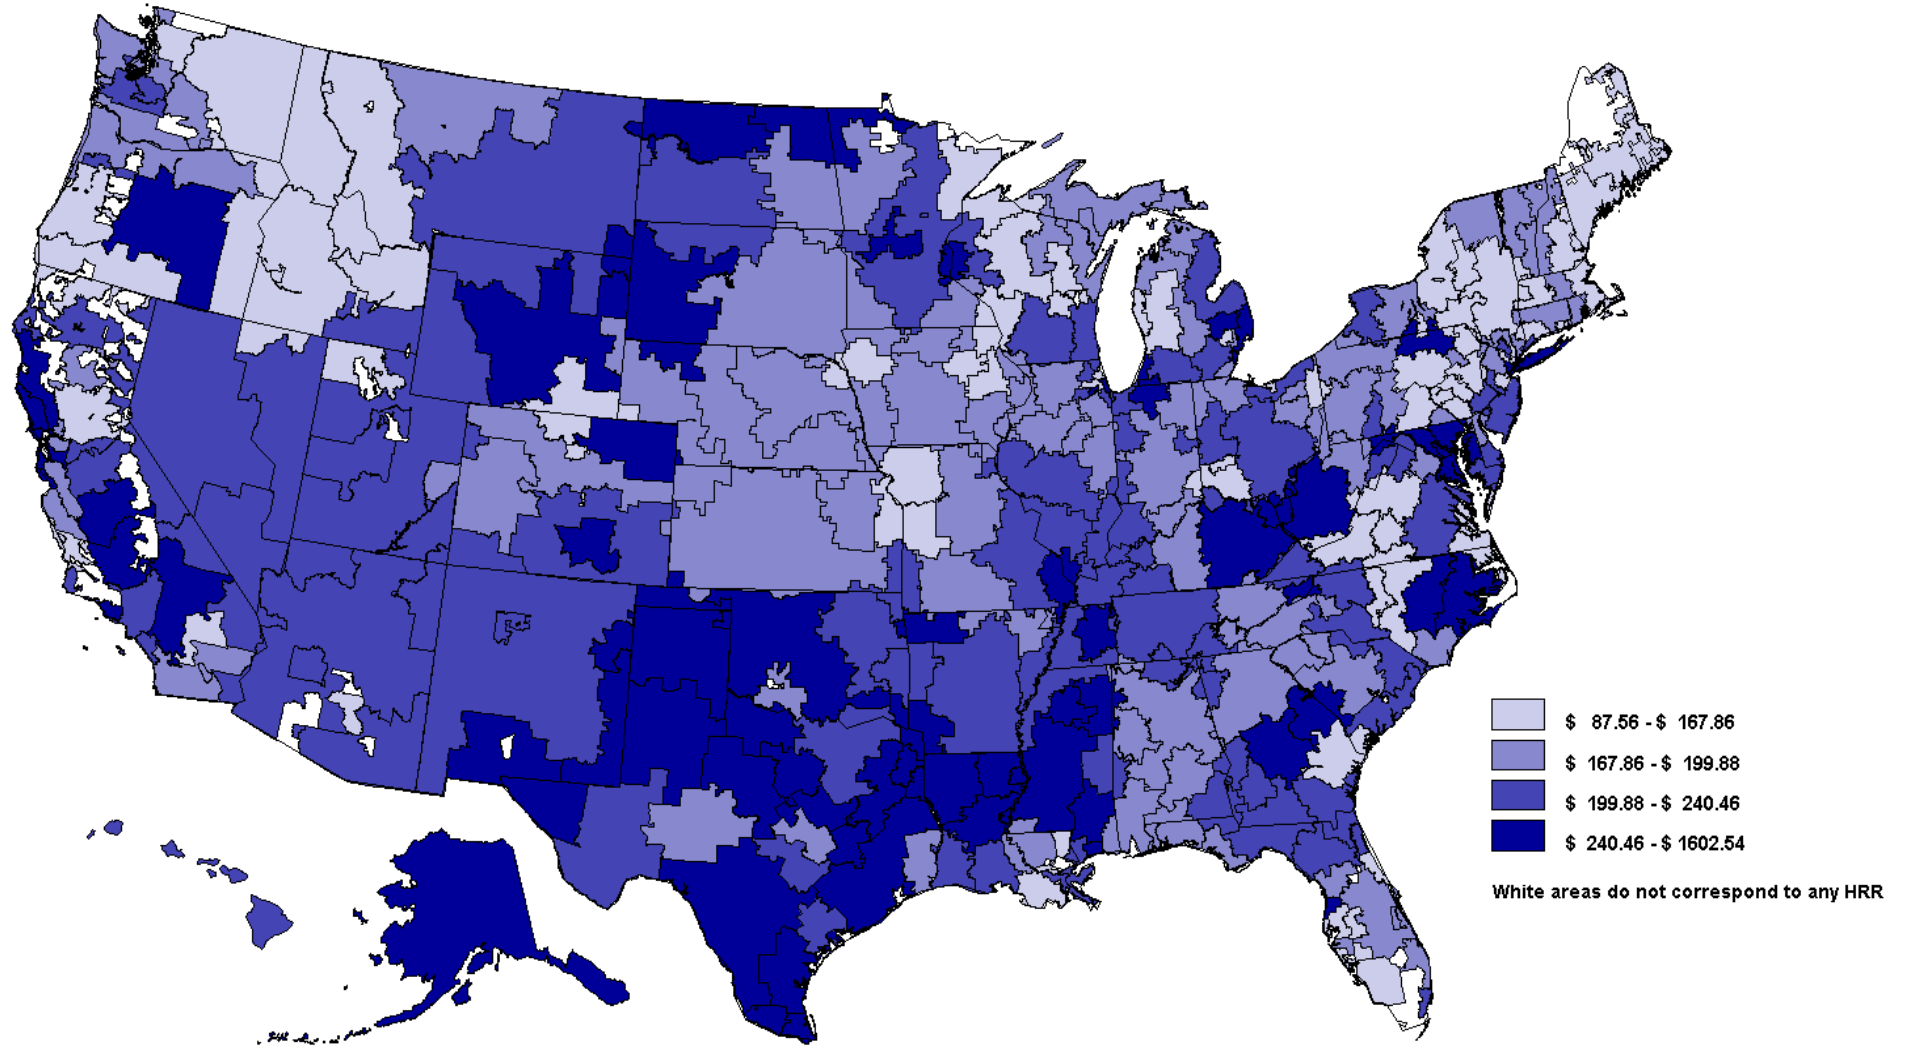 $ 87.56 - $ 167.86
$ 167.86 - $ 199.88
$ 199.88 - $ 240.46
$ 240.46 - $ 1602.54
White areas do not correspond to any HRR